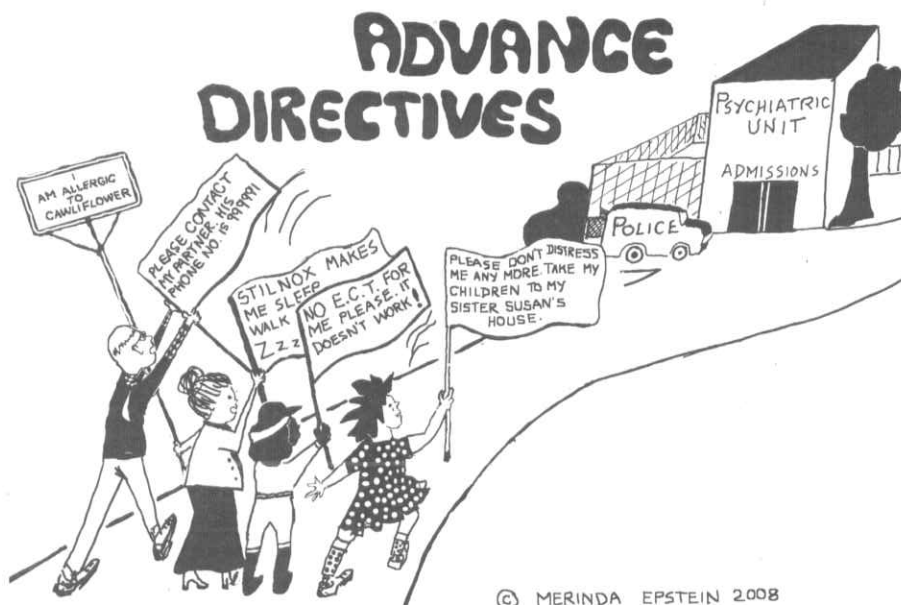 ADVANCE
DIRECTIVES
PSYCHIATRIC
UNIT
ADMISSIONS
POLICE
I
AM ALLERGIC
TO
CAWLIFLOWER
PLEASE CONTACT
MY PARTNER. HIS
PHONE NO. is 99 9991
STILNOX MAKES
ME SLEEP
WALK
Z z z
NO E.C.T. FOR
ME PLEASE. IT
DOESN'T WORK!
PLEASE DON'T DISTRESS
ME ANY MORE. TAKE MY
CHILDREN TO MY
SISTER SUSAN'S
HOUSE.
© MERINDA EPSTEIN 2008